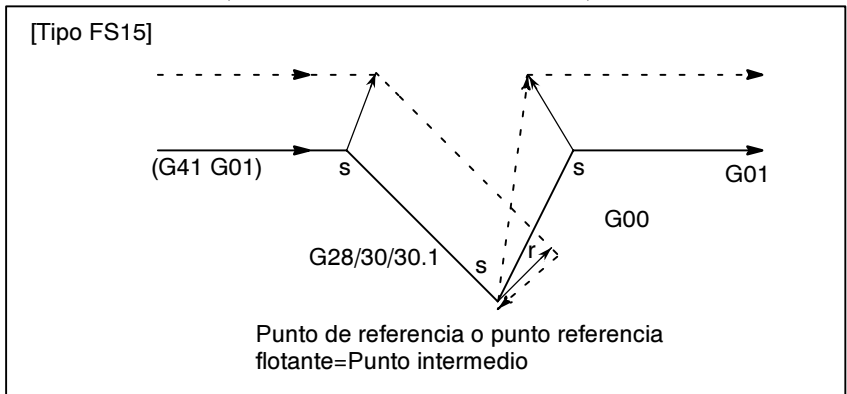 [Tipo FS15]
(G41 G01)
s
s
G01
G00
G28/30/30.1
s
r
Punto de referencia o punto referencia
flotante=Punto intermedio